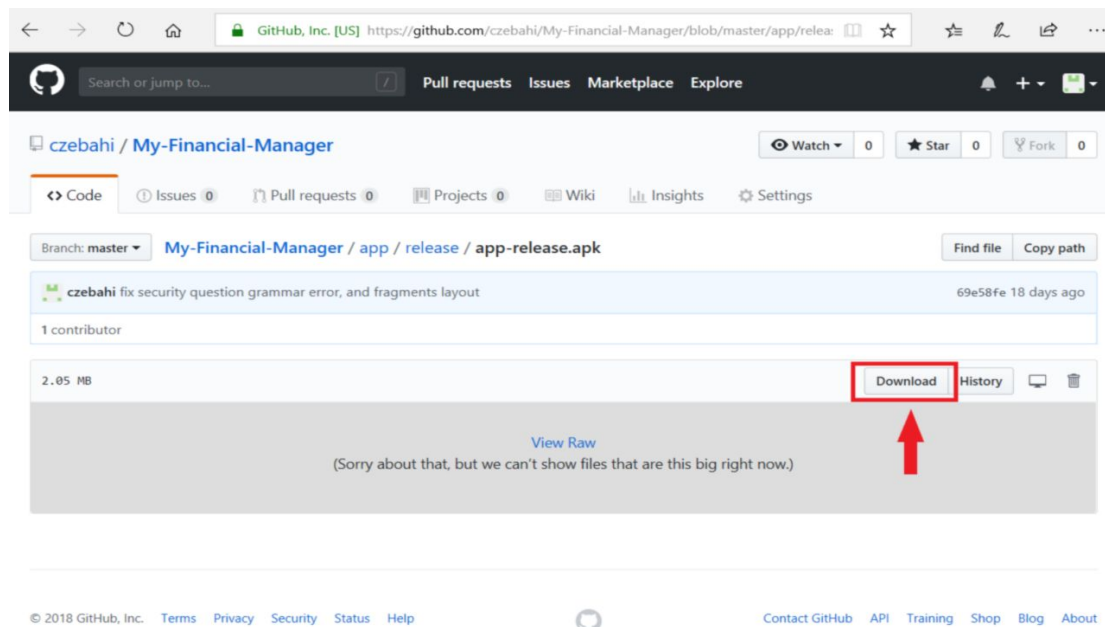 GitHub, Inc. [US] https://github.com/czebahi/My-Financial-Manager/blob/master/app/relea:
Search or jump to... / Pull requests Issues Marketplace Explore
czebahi / My-Financial-Manager Watch 0 Star 0 Fork 0
Code Issues 0 Pull requests 0 Projects 0 Wiki Insights Settings
Branch: master My-Financial-Manager / app / release / app-release.apk Find file Copy path
czebahi fix security question grammar error, and fragments layout 69e58fe 18 days ago
1 contributor
2.05 MB Download History
View Raw
(Sorry about that, but we can't show files that are this big right now.)
© 2018 GitHub, Inc. Terms Privacy Security Status Help Contact GitHub API Training Shop Blog About